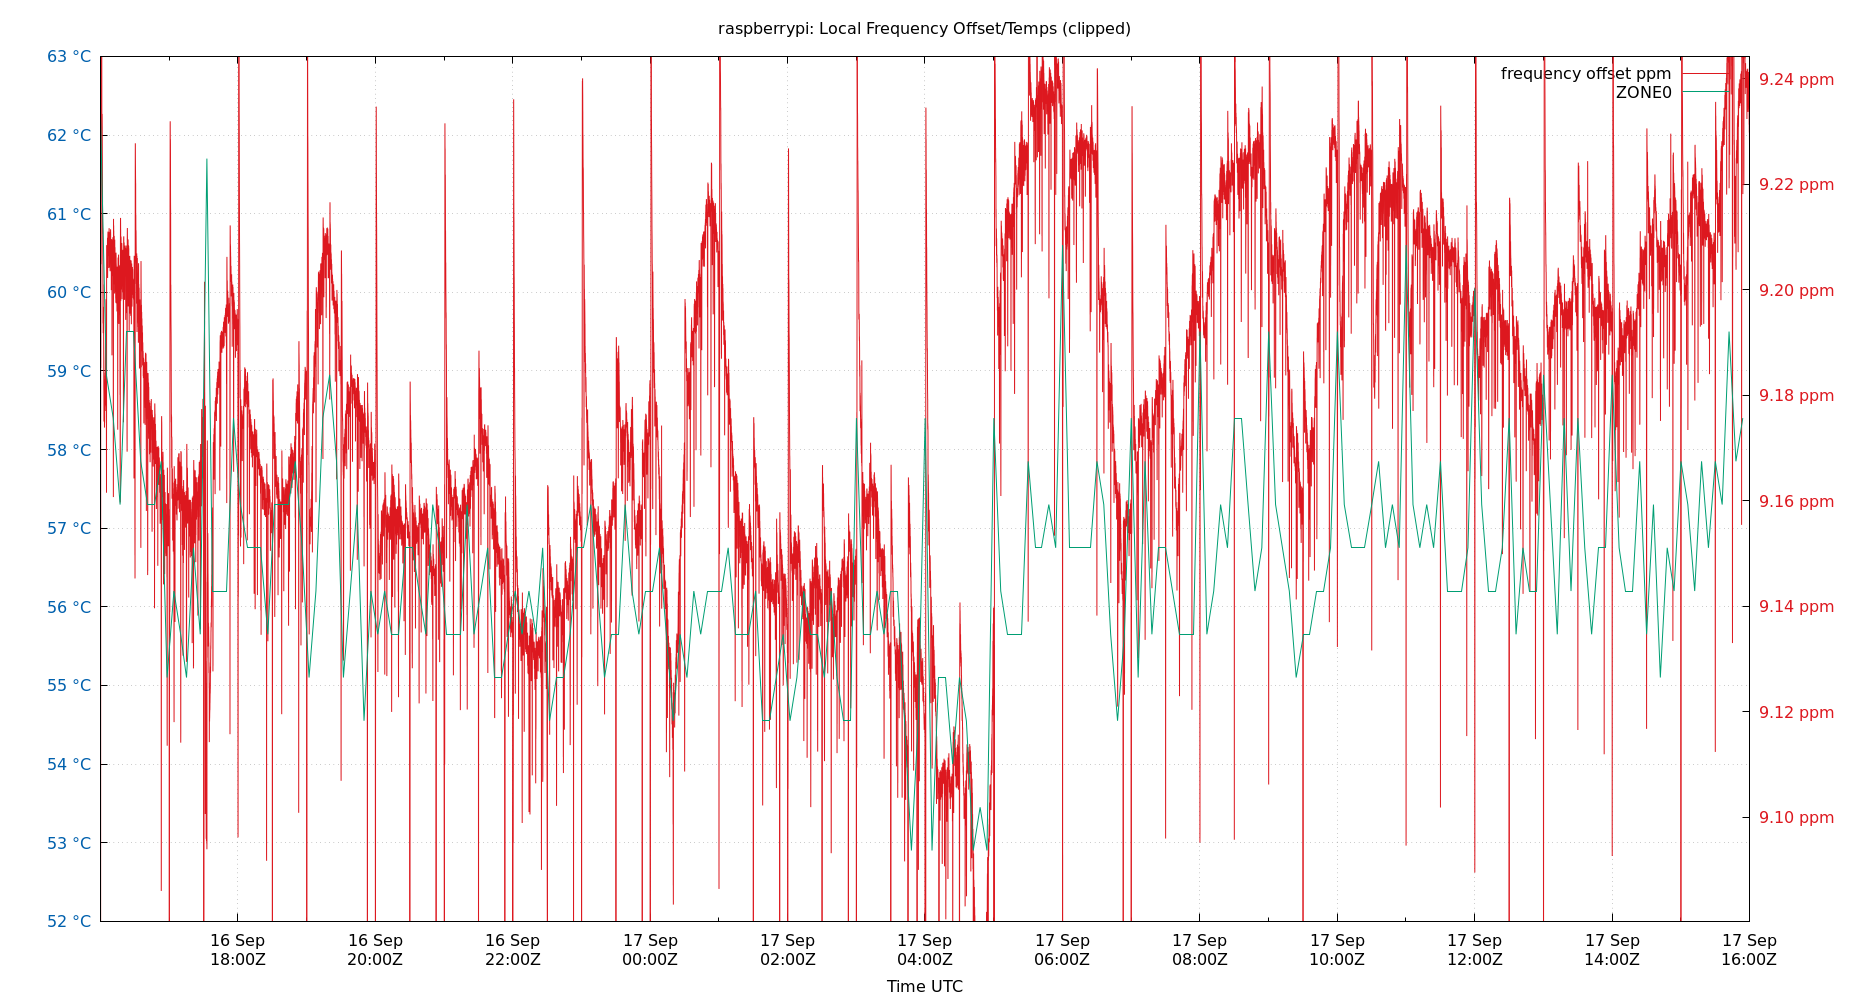 raspberrypi: Local Frequency Offset/Temps (clipped)
63 °C
62 °C
61 °C
60 °C
59 °C
58 °C
57 °C
56 °C
55 °C
54 °C
53 °C
52 °C
frequency offset ppm
ZONE0
9.24 ppm
9.22 ppm
9.20 ppm
9.18 ppm
9.16 ppm
9.14 ppm
9.12 ppm
9.10 ppm
16 Sep
18:00Z
16 Sep
20:00Z
16 Sep
22:00Z
17 Sep
00:00Z
17 Sep
02:00Z
17 Sep
04:00Z
17 Sep
06:00Z
17 Sep
08:00Z
17 Sep
10:00Z
17 Sep
12:00Z
17 Sep
14:00Z
17 Sep
16:00Z
Time UTC